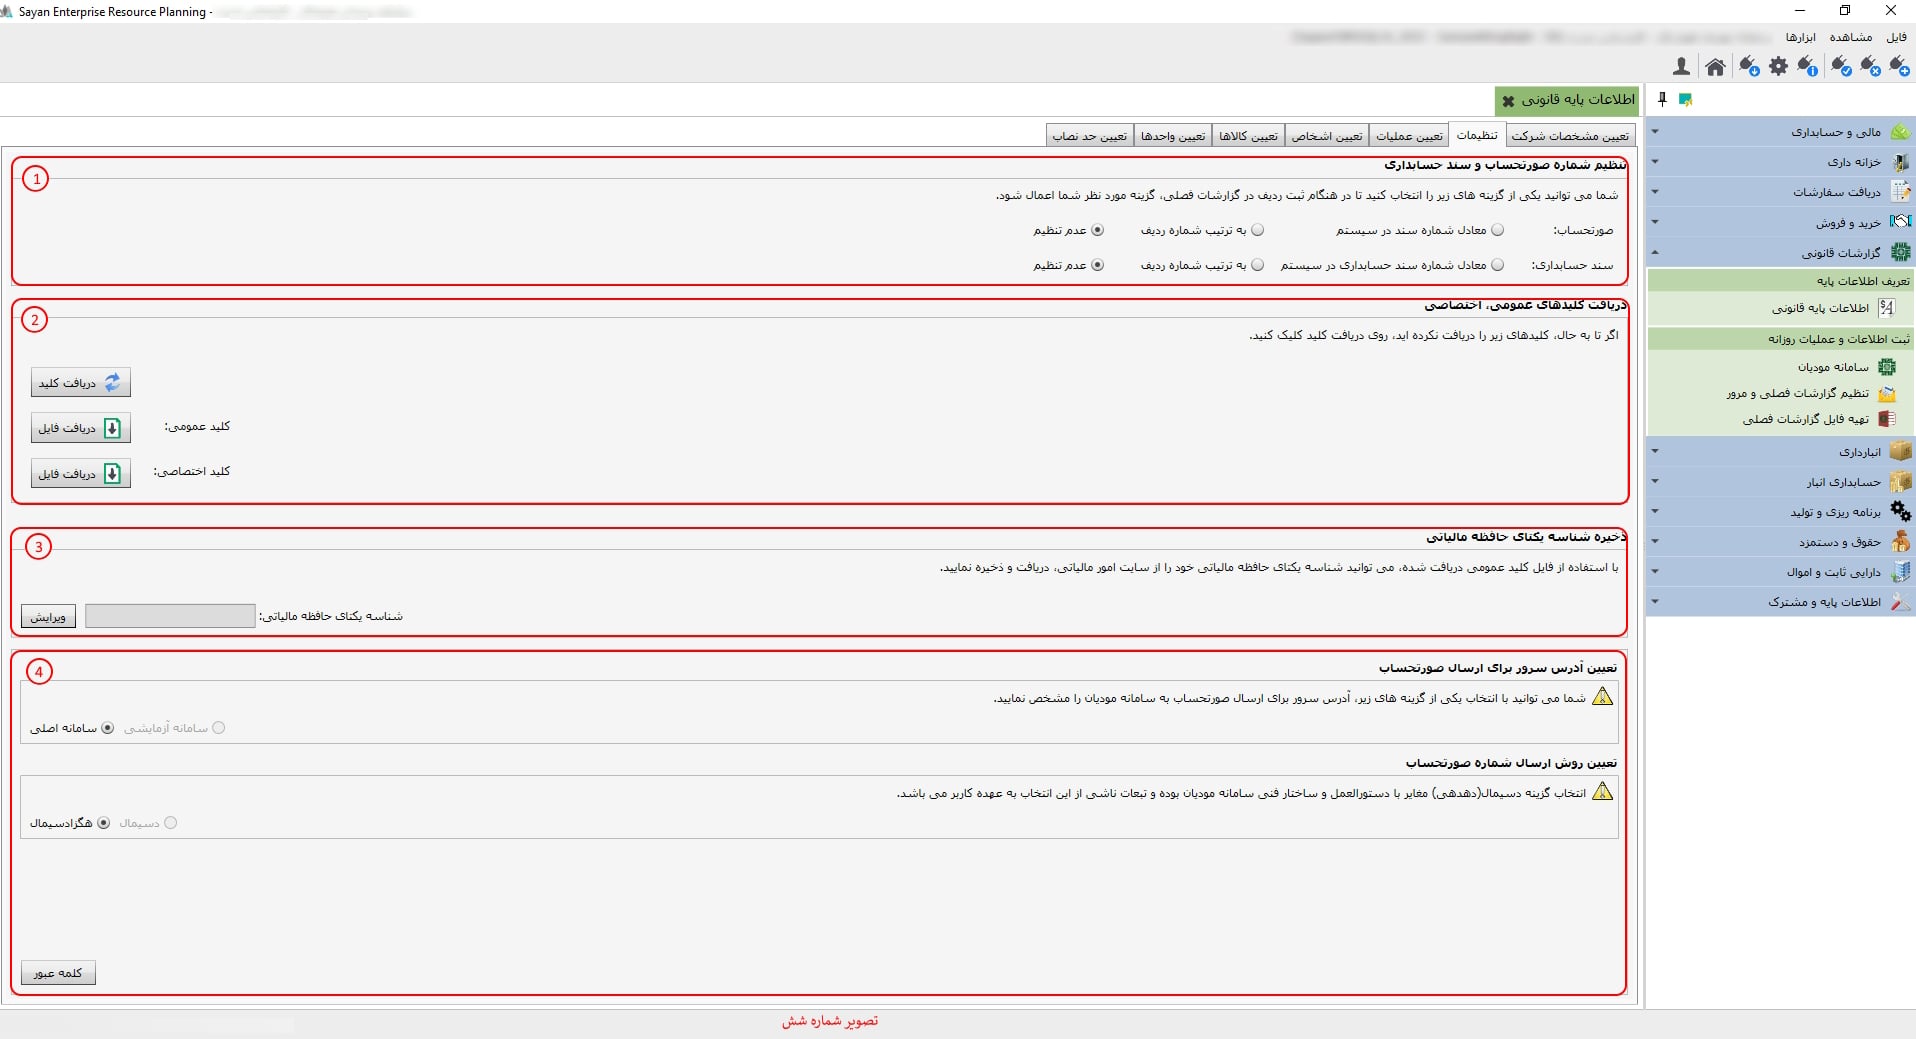 Sayan Enterprise Resource Planning -
فایل مشاهده ابزارها
اطلاعات پایه قانونی
تعیین مشخصات شرکت تنظیمات تعیین عملیات تعیین اشخاص تعیین کالاها تعیین واحدها تعیین حد نصاب
1
تنظیم شماره صورتحساب و سند حسابداری
شما می توانید یکی از گزینه های زیر را انتخاب کنید تا در هنگام ثبت ردیف در گزارشات فصلی، گزینه مورد نظر شما اعمال شود.
صورتحساب: معادل شماره سند در سیستم به ترتیب شماره ردیف عدم تنظیم
سند حسابداری: معادل شماره سند حسابداری در سیستم به ترتیب شماره ردیف عدم تنظیم
2
دریافت کلیدهای عمومی، اختصاصی
اگر تا به حال، کلیدهای زیر را دریافت نکرده اید، روی دریافت کلید کلیک کنید.
دریافت کلید
کلید عمومی: دریافت فایل
کلید اختصاصی: دریافت فایل
3
ذخیره شناسه یکتای حافظه مالیاتی
با استفاده از فایل کلید عمومی دریافت شده، می توانید شناسه یکتای حافظه مالیاتی خود را از سایت امور مالیاتی، دریافت و ذخیره نمایید.
شناسه یکتای حافظه مالیاتی: ویرایش
4
تعیین آدرس سرور برای ارسال صورتحساب
شما می توانید با انتخاب یکی از گزینه های زیر، آدرس سرور برای ارسال صورتحساب به سامانه مودیان را مشخص نمایید.
سامانه آزمایشی سامانه اصلی
تعیین روش ارسال شماره صورتحساب
انتخاب گزینه دسیمال(دهدهی) مغایر با دستورالعمل و ساختار فنی سامانه مودیان بوده و تبعات ناشی از این انتخاب به عهده کاربر می باشد.
دسیمال هگزادسیمال
کلمه عبور
تصویر شماره شش
مالی و حسابداری
خزانه داری
دریافت سفارشات
خرید و فروش
گزارشات قانونی
تعریف اطلاعات پایه
اطلاعات پایه قانونی
ثبت اطلاعات و عملیات روزانه
سامانه مودیان
تنظیم گزارشات فصلی و مرور
تهیه فایل گزارشات فصلی
انبارداری
حسابداری انبار
برنامه ریزی و تولید
حقوق و دستمزد
دارایی ثابت و اموال
اطلاعات پایه و مشترک